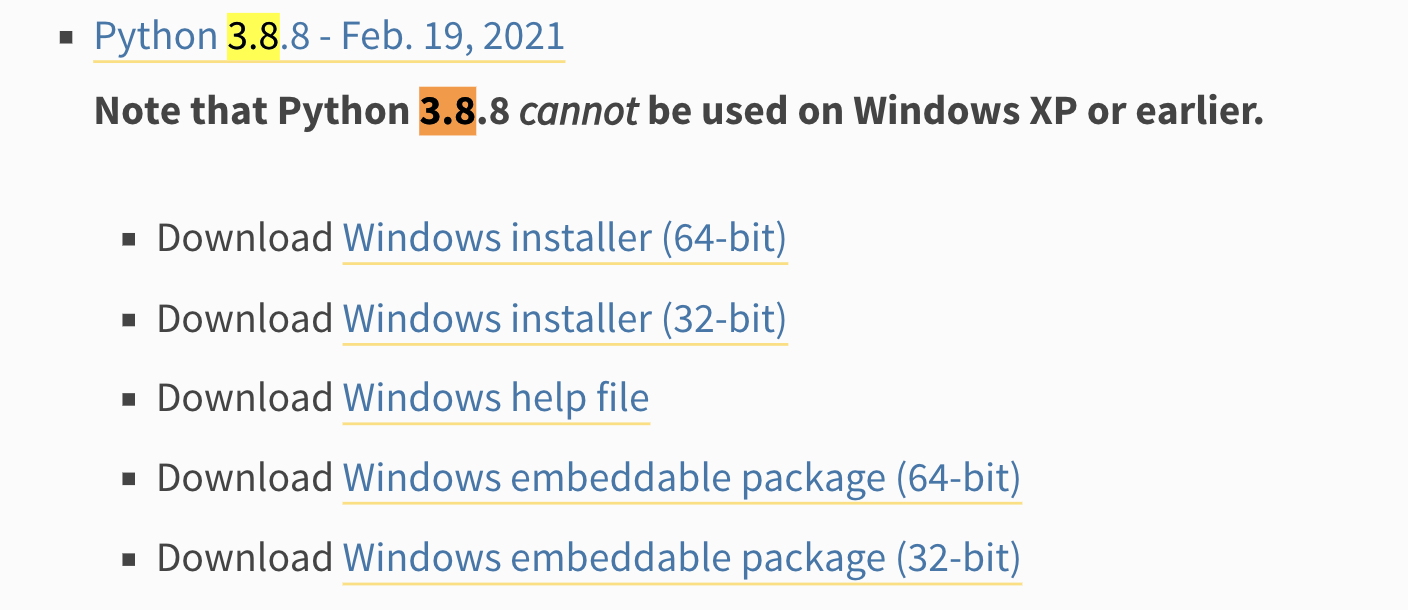 Python 3.8.8 - Feb. 19, 2021
Note that Python 3.8.8 cannot be used on Windows XP or earlier.
Download Windows installer (64-bit)
Download Windows installer (32-bit)
Download Windows help file
Download Windows embeddable package (64-bit)
Download Windows embeddable package (32-bit)